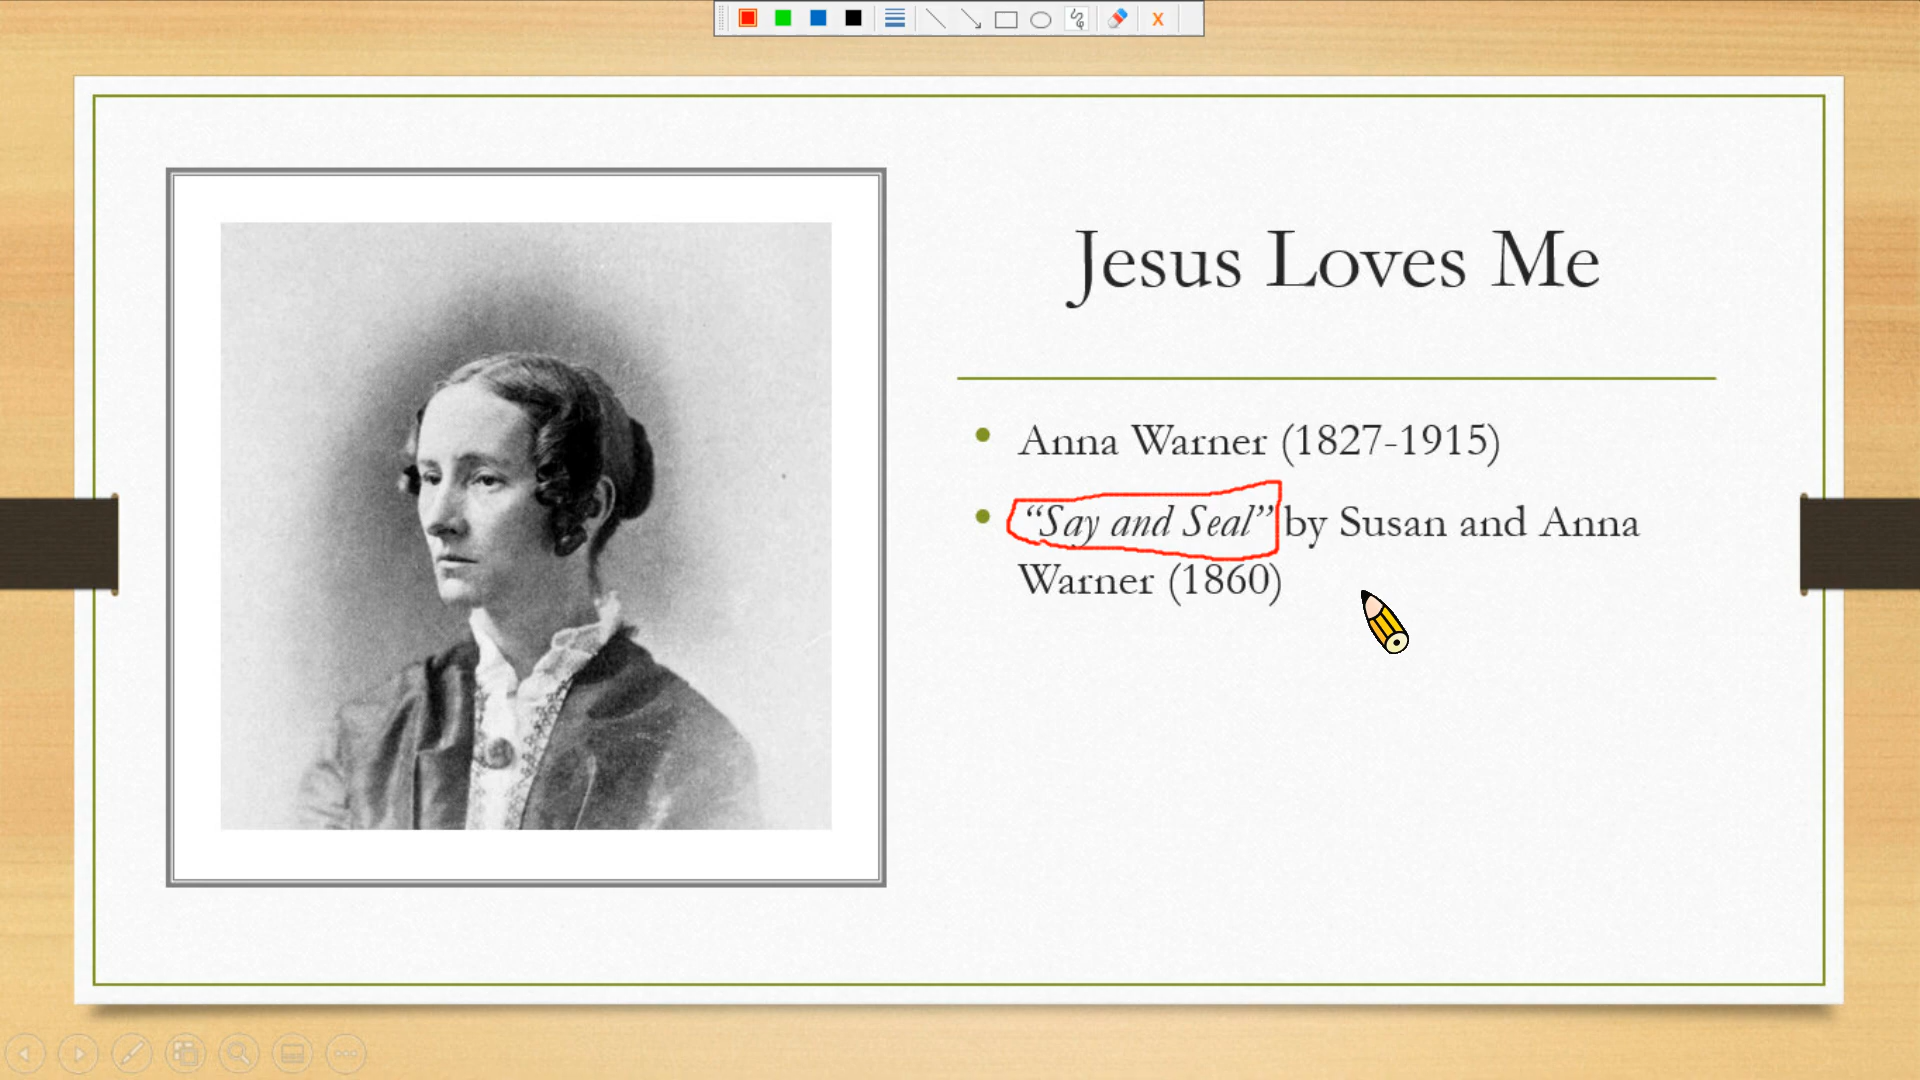 Jesus Loves Me
• Anna Warner (1827-1915)
• “Say and Seal” by Susan and Anna
Warner (1860)